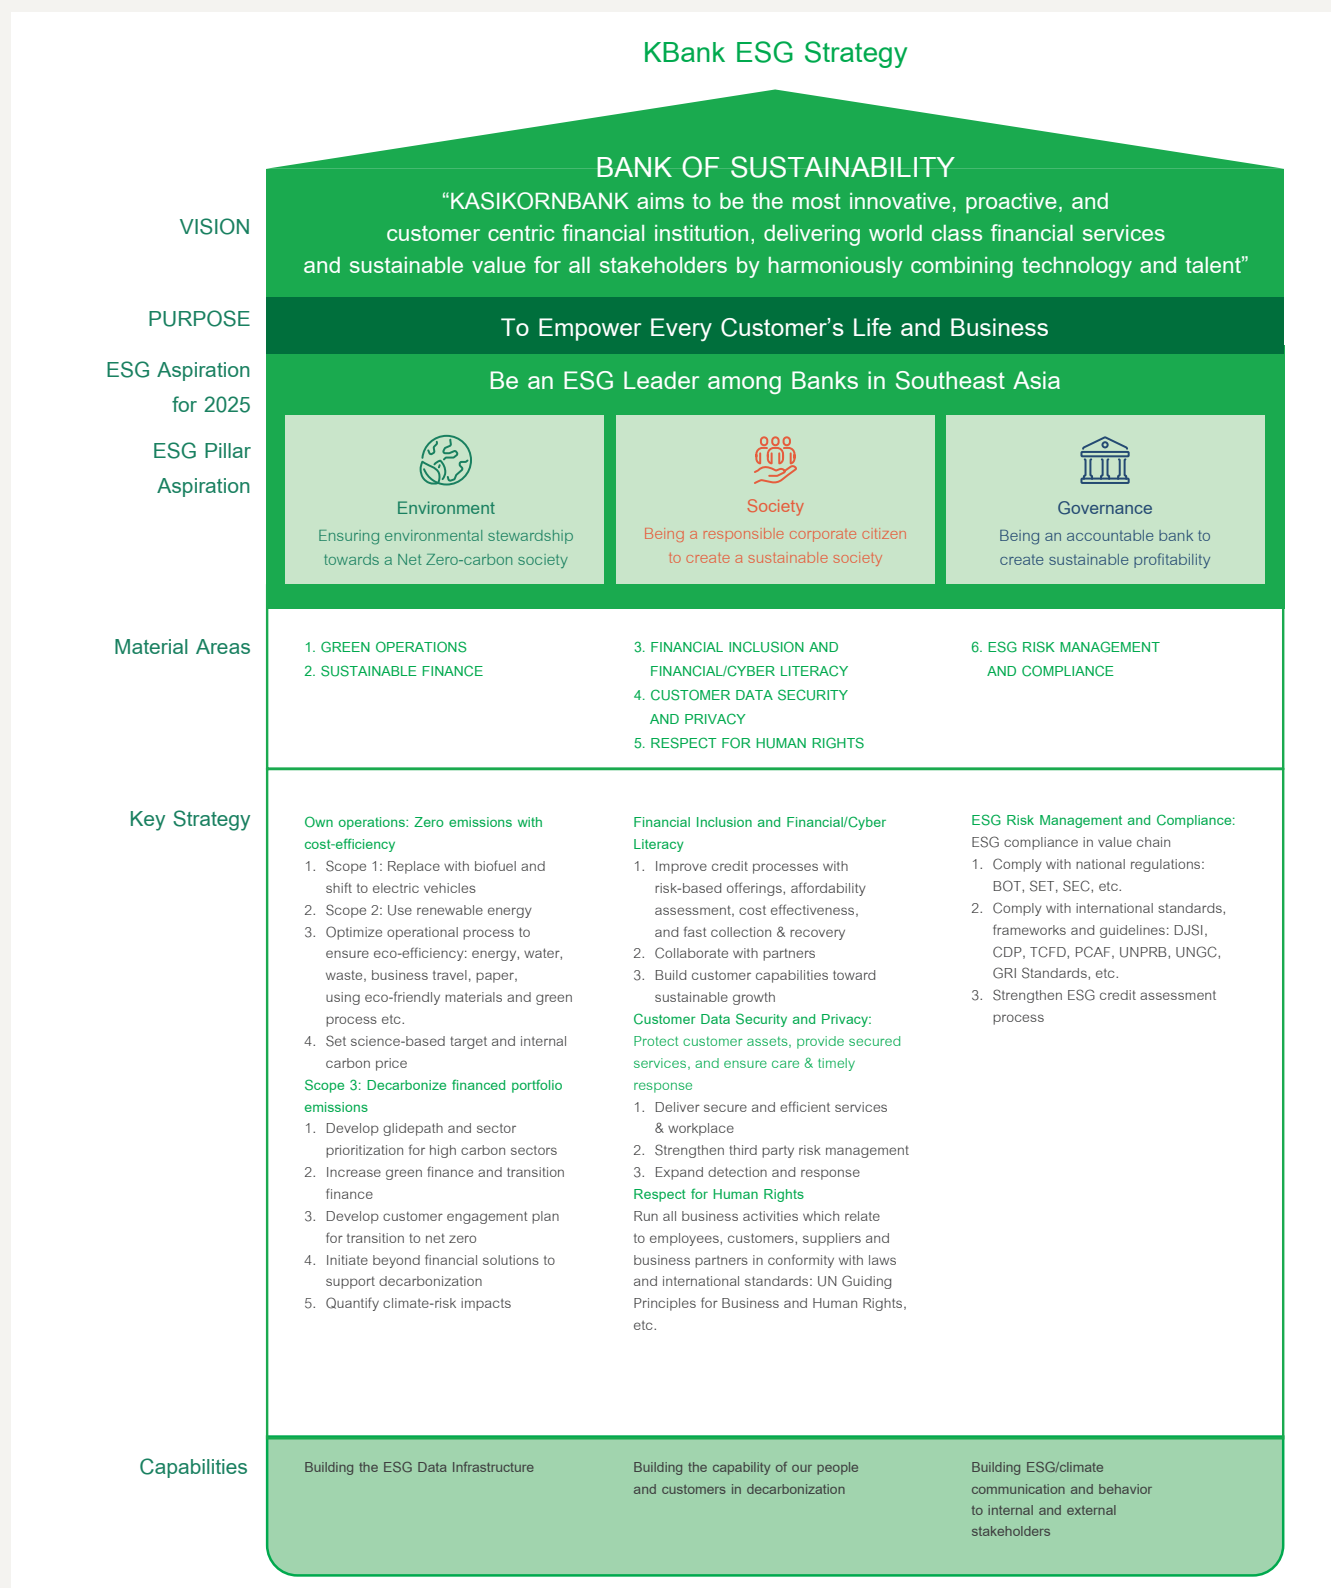 KBank ESG Strategy
BANK OF SUSTAINABILITY
VISION
“KASIKORNBANK aims to be the most innovative, proactive, and
customer centric financial institution, delivering world class financial services
and sustainable value for all stakeholders by harmoniously combining technology and talent”
PURPOSE
To Empower Every Customer’s Life and Business
ESG Aspiration
for 2025
Be an ESG Leader among Banks in Southeast Asia
ESG Pillar
Aspiration
Environment
Ensuring environmental stewardship
towards a Net Zero-carbon society
Society
Being a responsible corporate citizen
to create a sustainable society
Governance
Being an accountable bank to
create sustainable profitability
Material Areas
1. GREEN OPERATIONS
2. SUSTAINABLE FINANCE
3. FINANCIAL INCLUSION AND
FINANCIAL/CYBER LITERACY
4. CUSTOMER DATA SECURITY
AND PRIVACY
5. RESPECT FOR HUMAN RIGHTS
6. ESG RISK MANAGEMENT
AND COMPLIANCE
Key Strategy
Own operations: Zero emissions with
cost-efficiency
1. Scope 1: Replace with biofuel and
shift to electric vehicles
2. Scope 2: Use renewable energy
3. Optimize operational process to
ensure eco-efficiency: energy, water,
waste, business travel, paper,
using eco-friendly materials and green
process etc.
4. Set science-based target and internal
carbon price
Scope 3: Decarbonize financed portfolio
emissions
1. Develop glidepath and sector
prioritization for high carbon sectors
2. Increase green finance and transition
finance
3. Develop customer engagement plan
for transition to net zero
4. Initiate beyond financial solutions to
support decarbonization
5. Quantify climate-risk impacts
Financial Inclusion and Financial/Cyber
Literacy
1. Improve credit processes with
risk-based offerings, affordability
assessment, cost effectiveness,
and fast collection & recovery
2. Collaborate with partners
3. Build customer capabilities toward
sustainable growth
Customer Data Security and Privacy:
Protect customer assets, provide secured
services, and ensure care & timely
response
1. Deliver secure and efficient services
& workplace
2. Strengthen third party risk management
3. Expand detection and response
Respect for Human Rights
Run all business activities which relate
to employees, customers, suppliers and
business partners in conformity with laws
and international standards: UN Guiding
Principles for Business and Human Rights,
etc.
ESG Risk Management and Compliance:
ESG compliance in value chain
1. Comply with national regulations:
BOT, SET, SEC, etc.
2. Comply with international standards,
frameworks and guidelines: DJSI,
CDP, TCFD, PCAF, UNPRB, UNGC,
GRI Standards, etc.
3. Strengthen ESG credit assessment
process
Capabilities
Building the ESG Data Infrastructure
Building the capability of our people
and customers in decarbonization
Building ESG/climate
communication and behavior
to internal and external
stakeholders